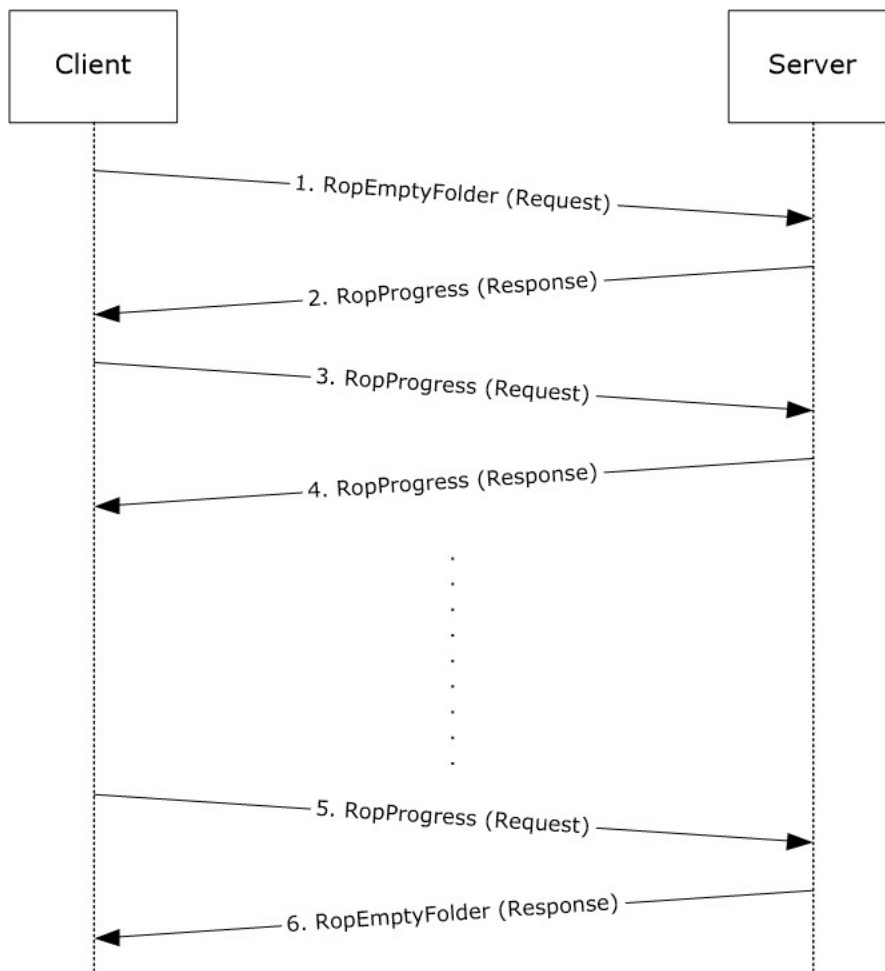 Client
Server
1. RopEmptyFolder (Request)
2. RopProgress (Response)
3. RopProgress (Request)
4. RopProgress (Response)
5. RopProgress (Request)
6. RopEmptyFolder (Response)